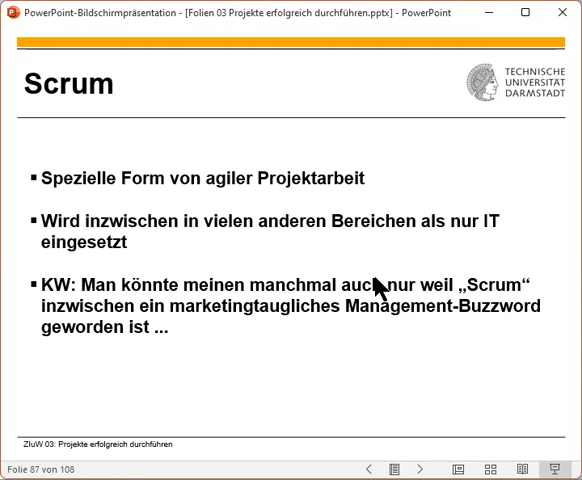 PowerPoint-Bildschirmpräsentation - [Folien 03 Projekte erfolgreich durchführen.pptx] - PowerPoint
Scrum
TECHNISCHE
UNIVERSITÄT
DARMSTADT
▪ Spezielle Form von agiler Projektarbeit
▪ Wird inzwischen in vielen anderen Bereichen als nur IT
eingesetzt
▪ KW: Man könnte meinen manchmal auch nur weil „Scrum“
inzwischen ein marketingtaugliches Management-Buzzword
geworden ist ...
ZIuW 03: Projekte erfolgreich durchführen
Folie 87 von 108